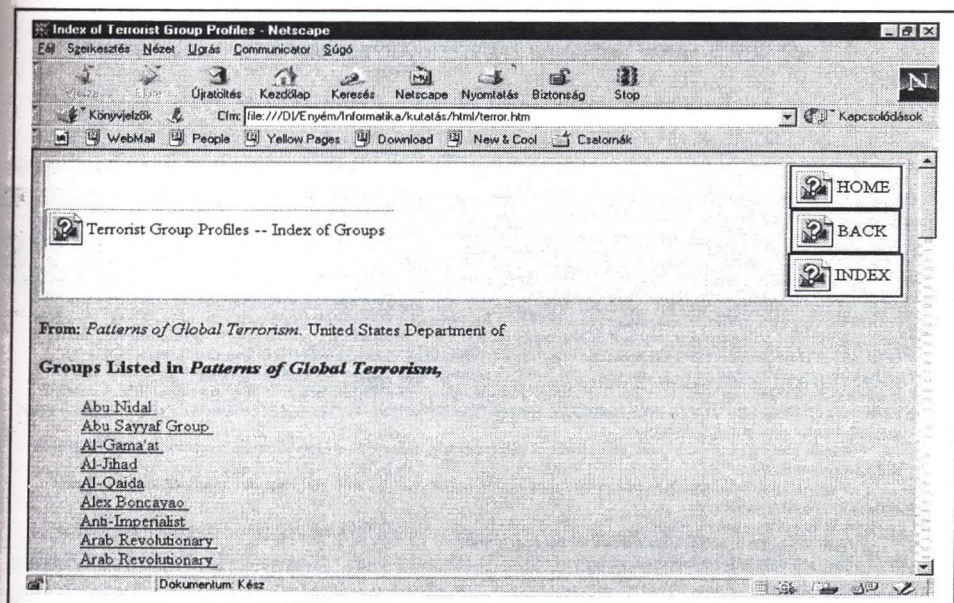 Index of Terrorist Group Profiles - Netscape
Fájl Szerkesztés Nézet Ugrás Communicator Súgó
Újratöltés Kezdőlap Keresés Netscape Nyomtatás Biztonság Stop
Könyvjelzők Cím: file:///D|/Enyém/Informatika/kutatás/html/terror.htm Kapcsolódások
WebMail People Yellow Pages Download New & Cool Csatornák
HOME
Terrorist Group Profiles -- Index of Groups
BACK
INDEX
From: Patterns of Global Terrorism. United States Department of
Groups Listed in Patterns of Global Terrorism,
Abu Nidal
Abu Sayyaf Group
Al-Gama'at
Al-Jihad
Al-Qaida
Alex Boncayao
Anti-Imperialist
Arab Revolutionary
Arab Revolutionary
Dokumentum: Kész